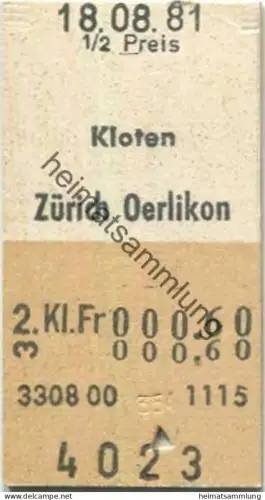 18.08.81
1/2 Preis
Kloten
Zürich Oerlikon
heimatsammlung
2. Kl. Fr 000.60
3 000.60
3308 00 1115
4023